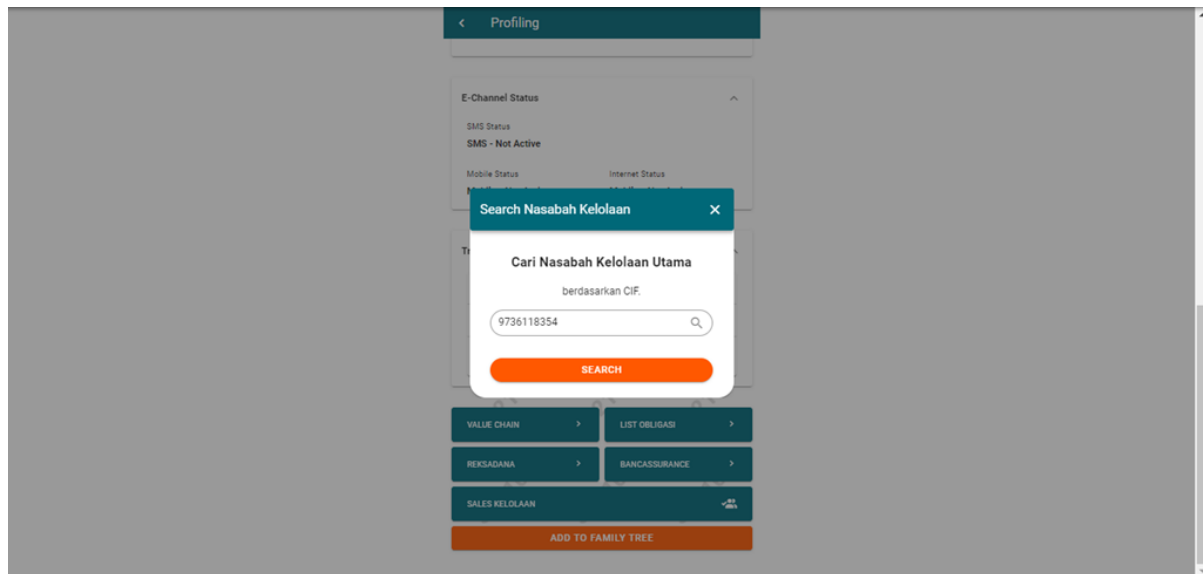 Profiling
E-Channel Status
SMS Status
SMS - Not Active
Mobile Status Internet Status
Search Nasabah Kelolaan
Cari Nasabah Kelolaan Utama
berdasarkan CIF.
9736118354
SEARCH
VALUE CHAIN LIST OBLIGASI
REKSADANA BANCASSURANCE
SALES KELOLAAN
ADD TO FAMILY TREE